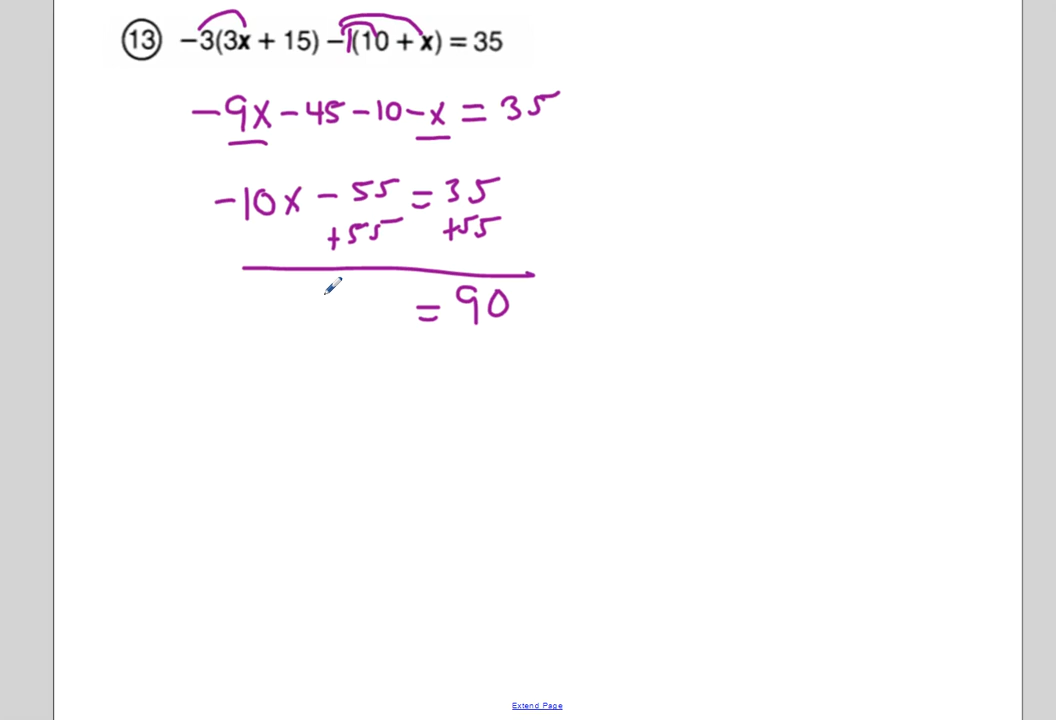 13 -3(3x + 15) -1(10 + x) = 35
-9x - 45 - 10 - x = 35
-10x - 55 = 35
+55 +55
= 90
Extend Page